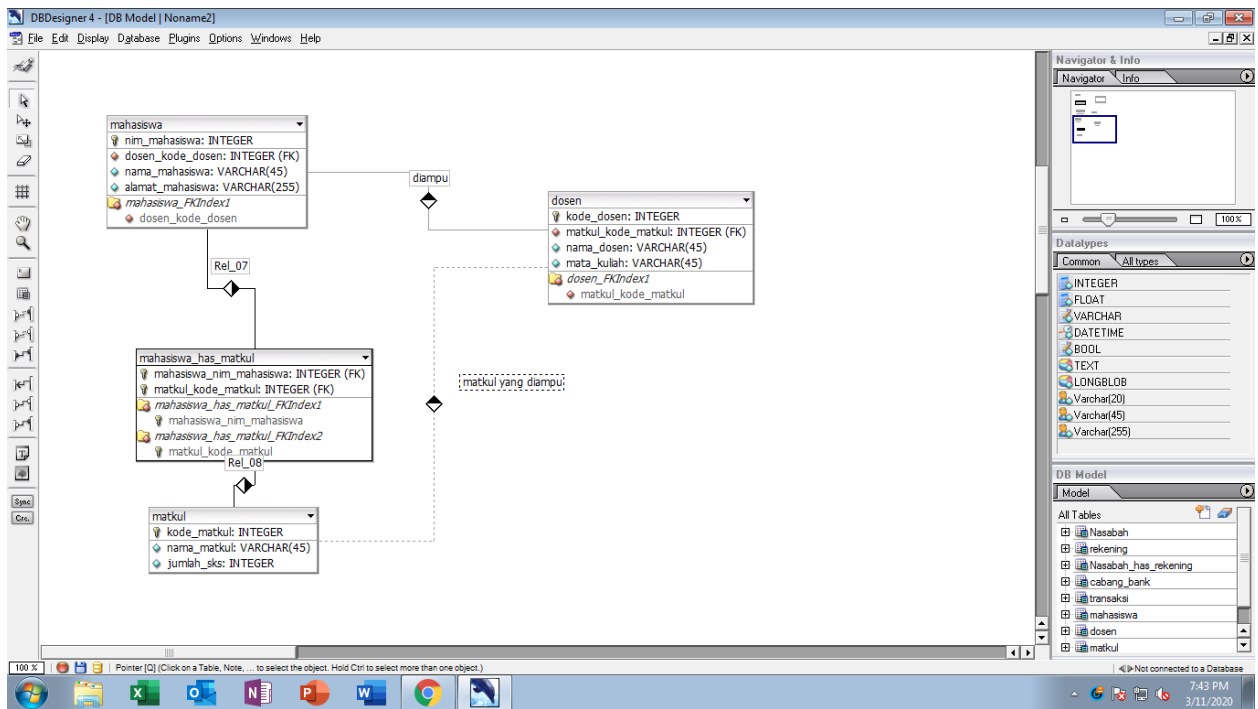 DBDesigner 4 - [DB Model | Noname2]
File Edit Display Database Plugins Options Windows Help
mahasiswa
nim_mahasiswa: INTEGER
dosen_kode_dosen: INTEGER (FK)
nama_mahasiswa: VARCHAR(45)
alamat_mahasiswa: VARCHAR(255)
mahasiswa_FKIndex1
dosen_kode_dosen
diampu
dosen
kode_dosen: INTEGER
matkul_kode_matkul: INTEGER (FK)
nama_dosen: VARCHAR(45)
mata_kuliah: VARCHAR(45)
dosen_FKIndex1
matkul_kode_matkul
Rel_07
mahasiswa_has_matkul
mahasiswa_nim_mahasiswa: INTEGER (FK)
matkul_kode_matkul: INTEGER (FK)
mahasiswa_has_matkul_FKIndex1
mahasiswa_nim_mahasiswa
mahasiswa_has_matkul_FKIndex2
matkul_kode_matkul
Rel_08
matkul yang diampu
matkul
kode_matkul: INTEGER
nama_matkul: VARCHAR(45)
jumlah_sks: INTEGER
Sync
Cre.
Navigator & Info
Navigator Info
100 %
Datatypes
Common All types
INTEGER
FLOAT
VARCHAR
DATETIME
BOOL
TEXT
LONGBLOB
Varchar(20)
Varchar(45)
Varchar(255)
DB Model
Model
All Tables
Nasabah
rekening
Nasabah_has_rekening
cabang_bank
transaksi
mahasiswa
dosen
matkul
100 % Pointer [Q] (Click on a Table, Note, ... to select the object. Hold Ctrl to select more than one object.)
Not connected to a Database
7:43 PM
3/11/2020